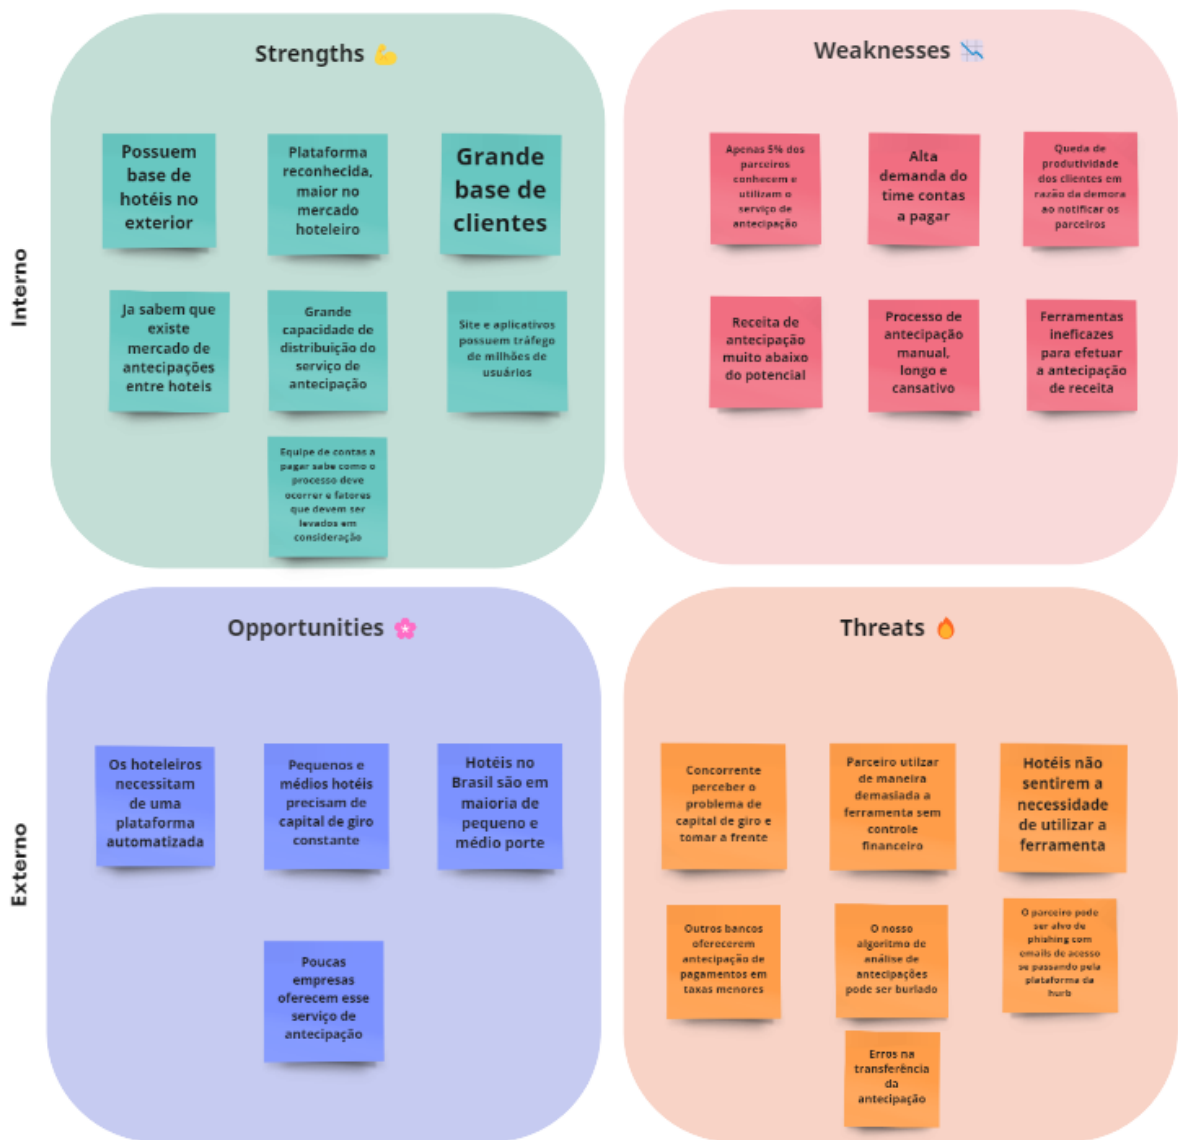 Strengths
Weaknesses
Interno
Possuem
base de
hotéis no
exterior
Plataforma
reconhecida,
maior no
mercado
hoteleiro
Grande
base de
clientes
Ja sabem que
existe
mercado de
antecipações
entre hoteis
Grande
capacidade de
distribuição do
serviço de
antecipação
Site e aplicativos
possuem tráfego
de milhões de
usuários
Equipe de contas a
pagar sabe como o
processo deve
ocorrer e fatores
que devem ser
levados em
consideração
Apenas 5% dos
parceiros
conhecem e
utilizam o
serviço de
antecipação
Alta
demanda do
time contas
a pagar
Queda de
produtividade
dos clientes em
razão da demora
ao notificar os
parceiros
Receita de
antecipação
muito abaixo
do potencial
Processo de
antecipação
manual,
longo e
cansativo
Ferramentas
ineficazes
para efetuar
a antecipação
de receita
Opportunities
Threats
Externo
Os hoteleiros
necessitam
de uma
plataforma
automatizada
Pequenos e
médios hotéis
precisam de
capital de giro
constante
Hotéis no
Brasil são em
maioria de
pequeno e
médio porte
Poucas
empresas
oferecem esse
serviço de
antecipação
Concorrente
perceber o
problema de
capital de giro e
tomar a frente
Parceiro utilzar
de maneira
demasiada a
ferramenta sem
controle
financeiro
Hotéis não
sentirem a
necessidade
de utilizar a
ferramenta
Outros bancos
oferecerem
antecipação de
pagamentos em
taxas menores
O nosso
algoritmo de
análise de
antecipações
pode ser burlado
O parceiro pode
ser alvo de
phishing com
emails de acesso
se passando pela
plataforma da
hurb
Erros na
transferência
da
antecipação